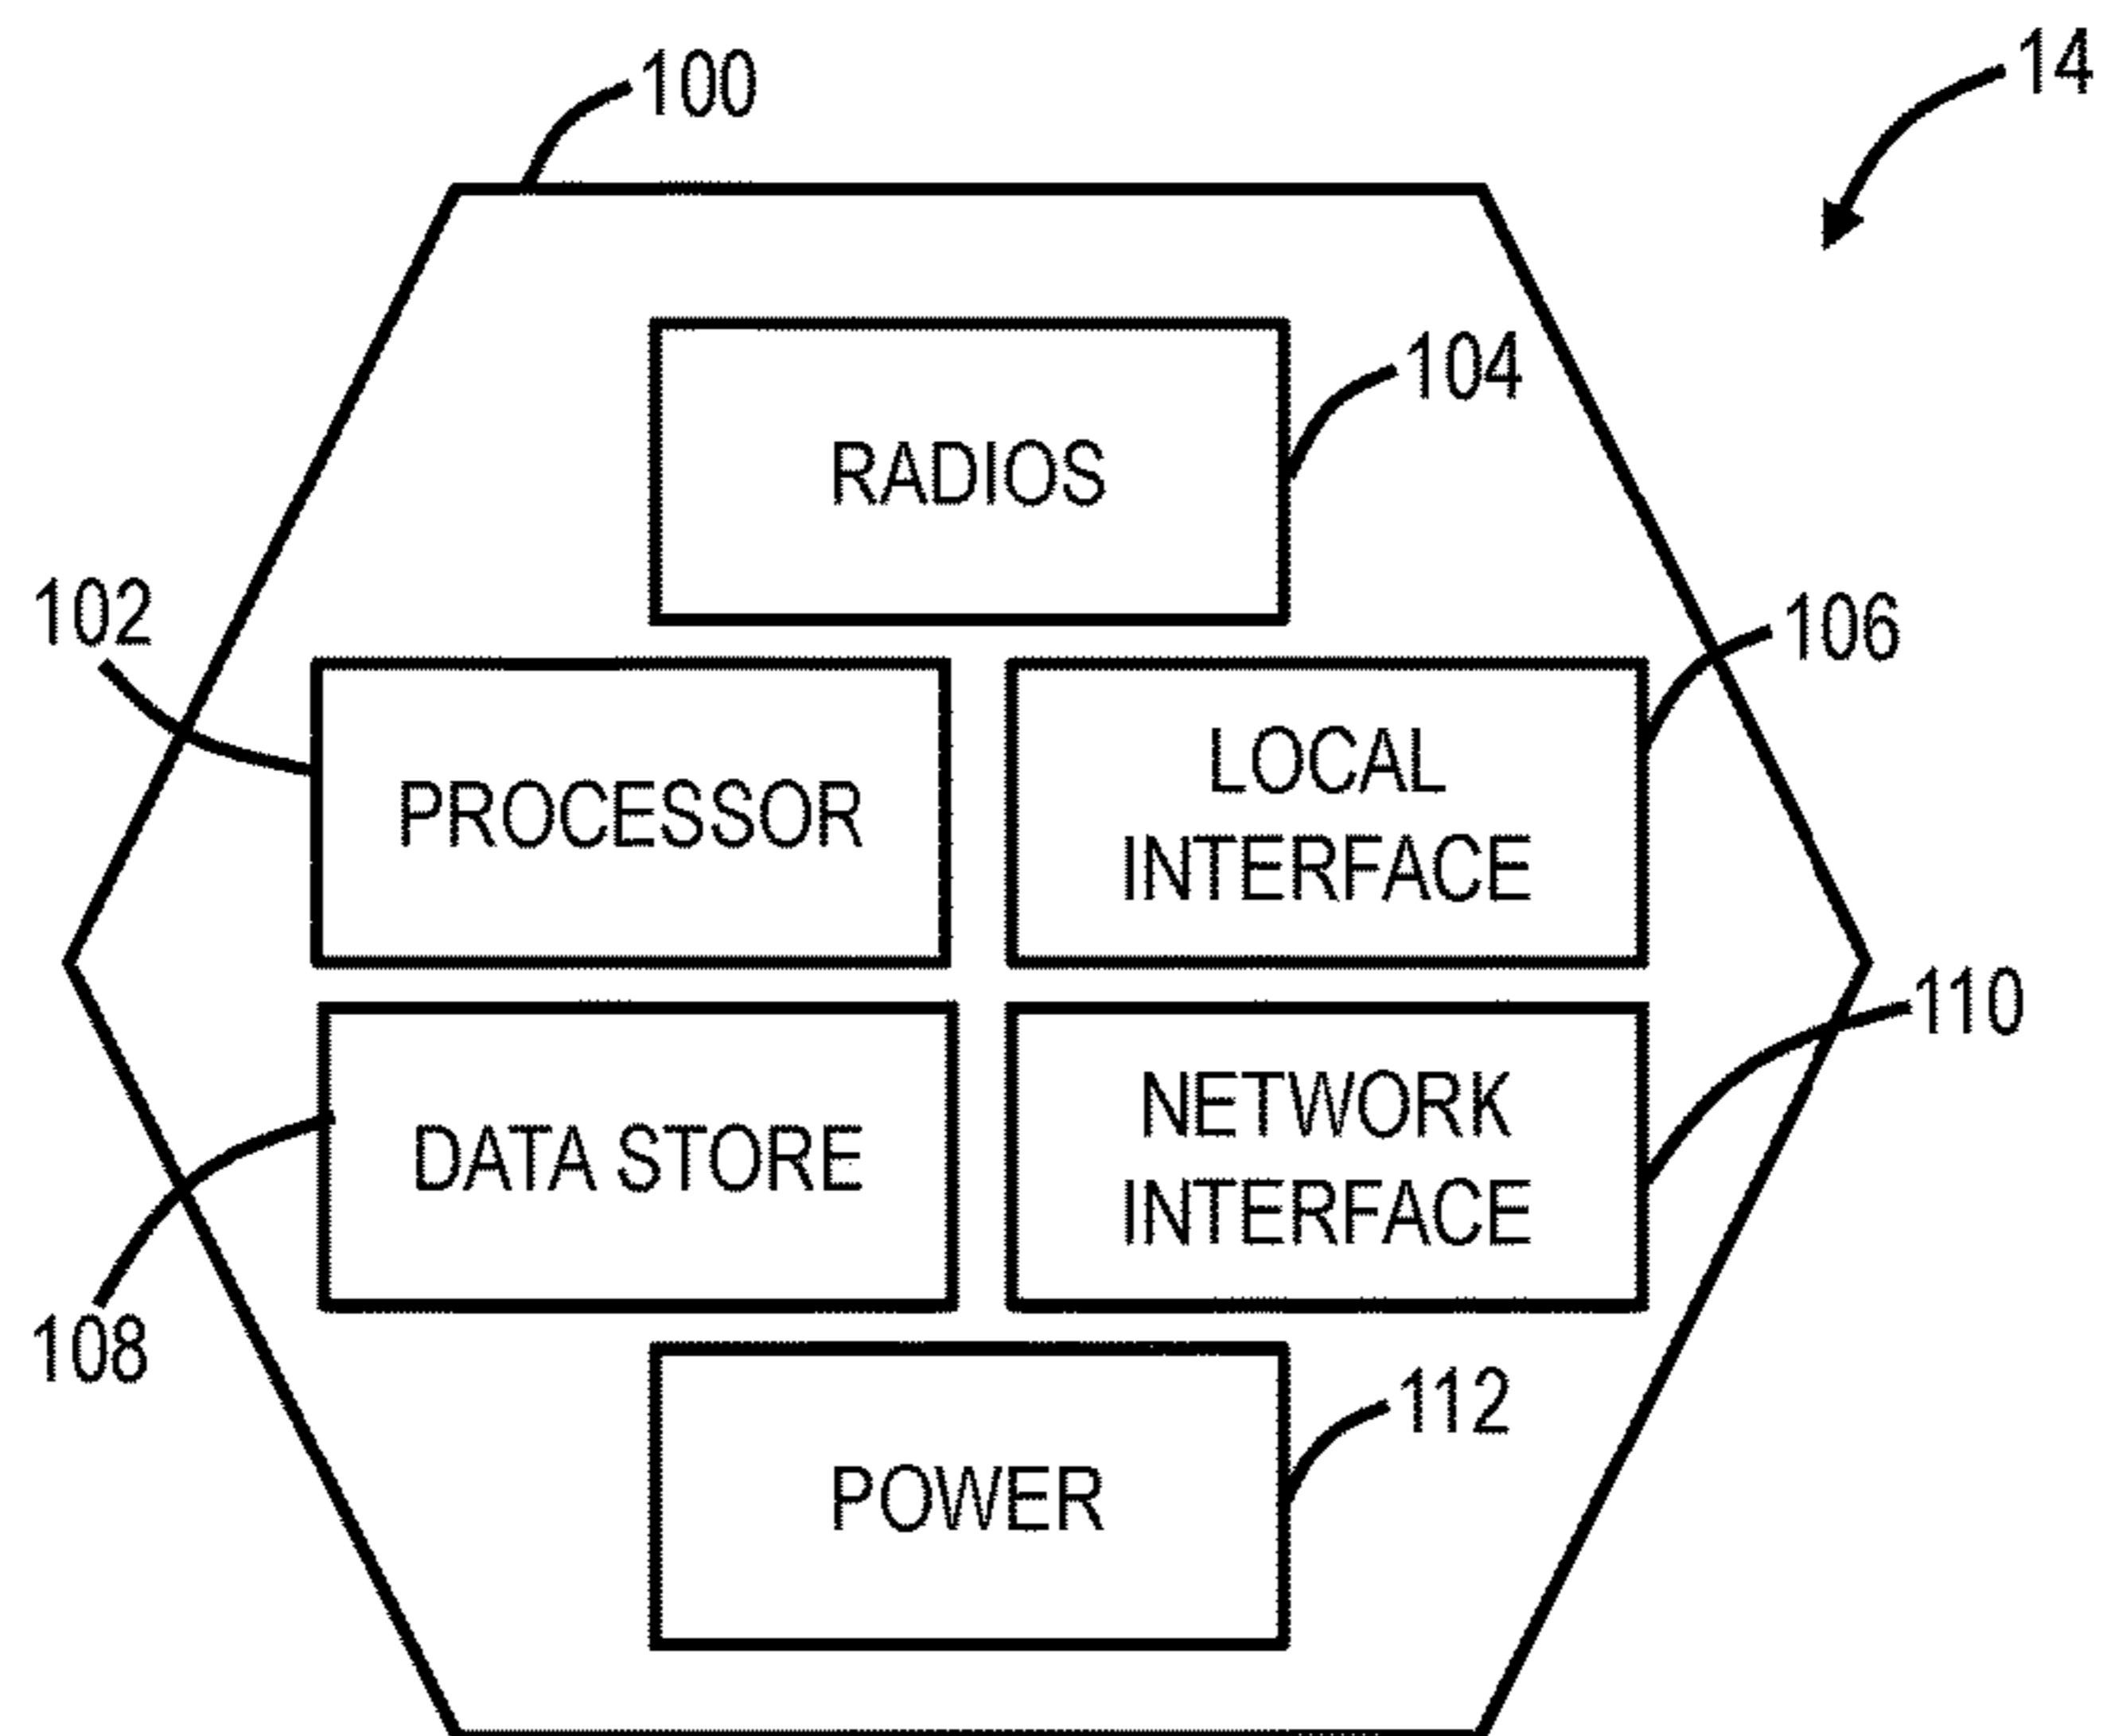 100
14
RADIOS
104
102
106
PROCESSOR
LOCAL
INTERFACE
110
DATA STORE
NETWORK
INTERFACE
108
POWER
112